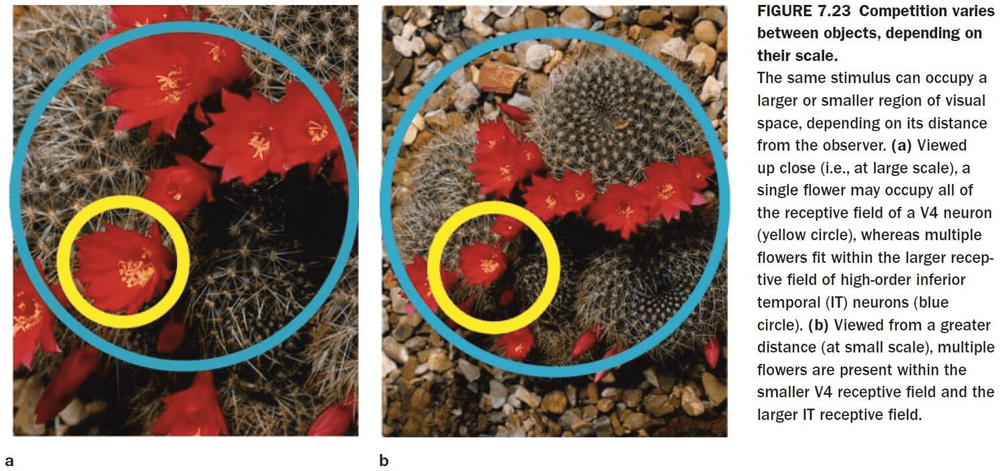 FIGURE 7.23 Competition varies
between objects, depending on
their scale.
The same stimulus can occupy a
larger or smaller region of visual
space, depending on its distance
from the observer. (a) Viewed
up close (i.e., at large scale), a
single flower may occupy all of
the receptive field of a V4 neuron
(yellow circle), whereas multiple
flowers fit within the larger recep-
tive field of high-order inferior
temporal (IT) neurons (blue
circle). (b) Viewed from a greater
distance (at small scale), multiple
flowers are present within the
smaller V4 receptive field and the
larger IT receptive field.
a
b